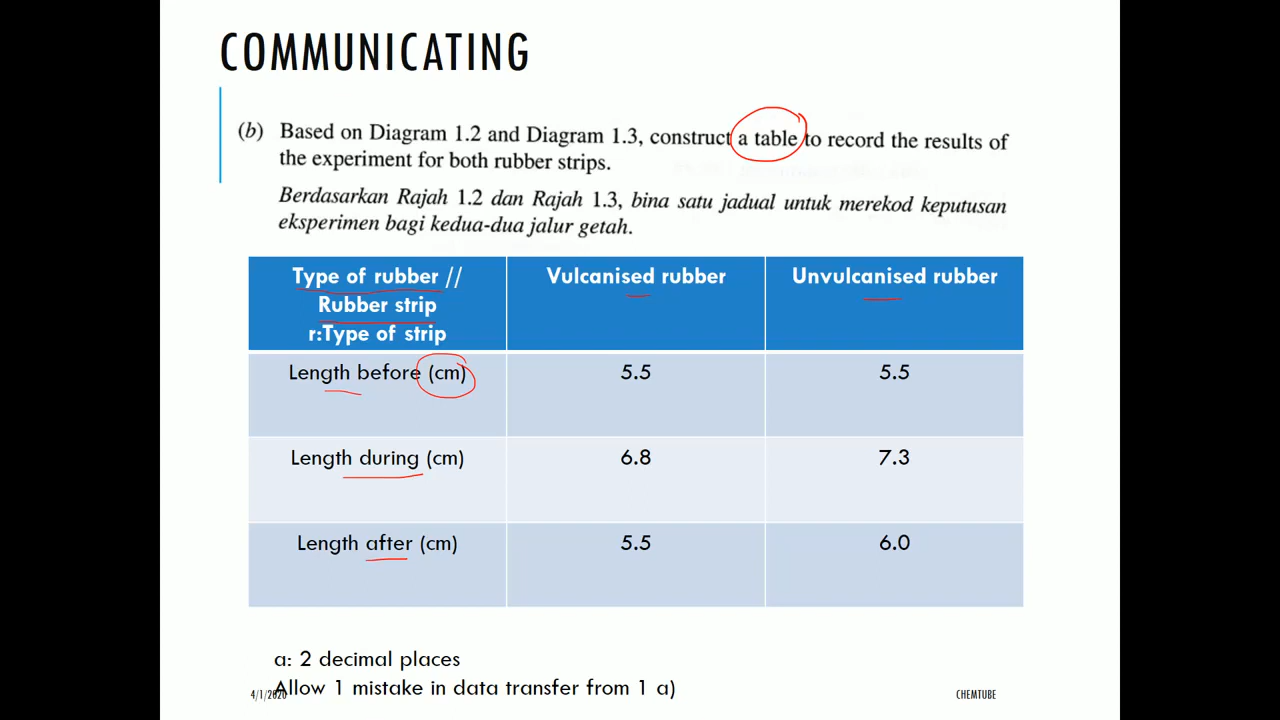 COMMUNICATING
(b) Based on Diagram 1.2 and Diagram 1.3, construct a table to record the results of
the experiment for both rubber strips.
Berdasarkan Rajah 1.2 dan Rajah 1.3, bina satu jadual untuk merekod keputusan
eksperimen bagi kedua-dua jalur getah.
Type of rubber // Vulcanised rubber Unvulcanised rubber
Rubber strip
r:Type of strip
Length before (cm) 5.5 5.5
Length during (cm) 6.8 7.3
Length after (cm) 5.5 6.0
a: 2 decimal places
Allow 1 mistake in data transfer from 1 a)
4/1/2020 CHEMTUBE